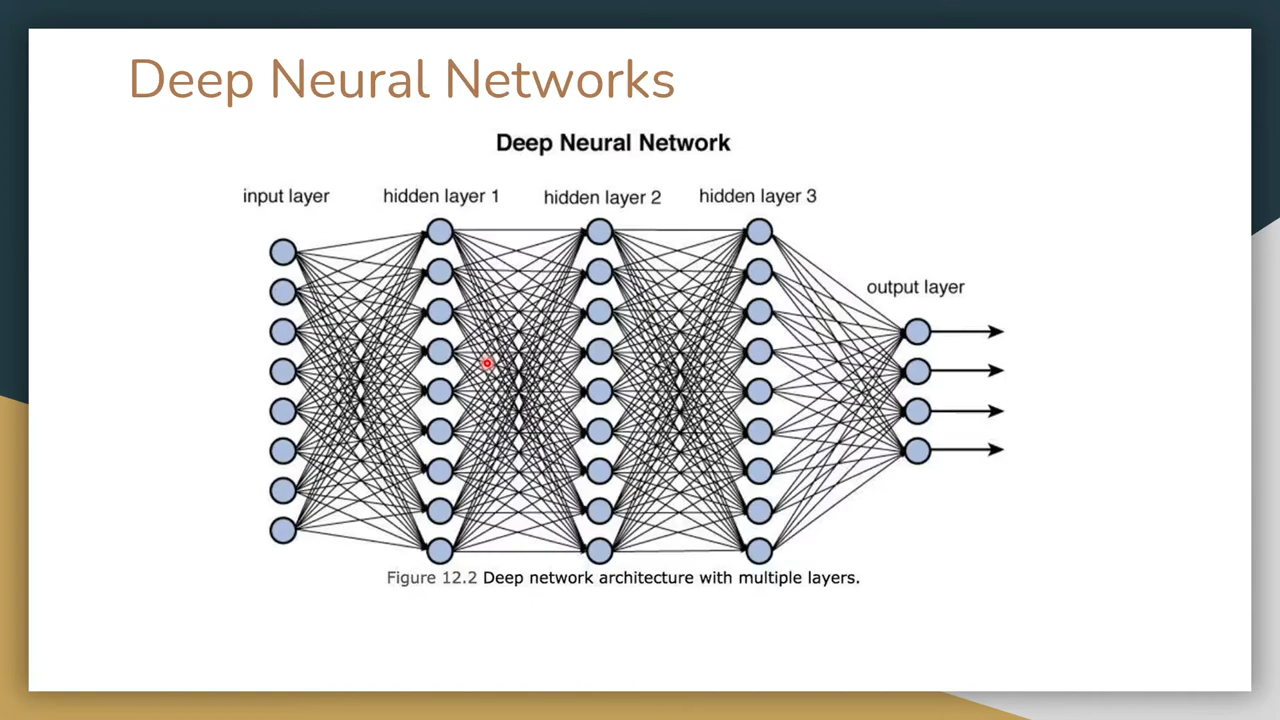 Deep Neural Networks
Deep Neural Network
input layer
hidden layer 1
hidden layer 2
hidden layer 3
output layer
Figure 12.2 Deep network architecture with multiple layers.